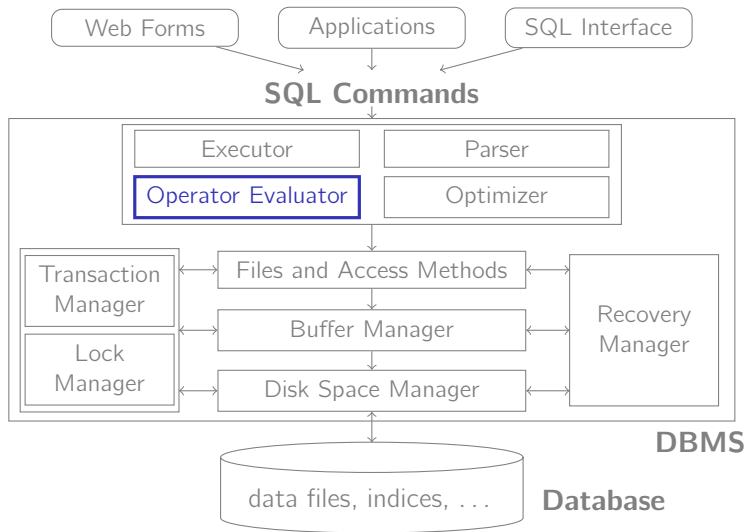 Web Forms
Applications
SQL Interface
SQL Commands
Executor
Parser
Operator Evaluator
Optimizer
Transaction
Manager
Lock
Manager
Files and Access Methods
Buffer Manager
Disk Space Manager
Recovery
Manager
DBMS
data files, indices, . . .
Database